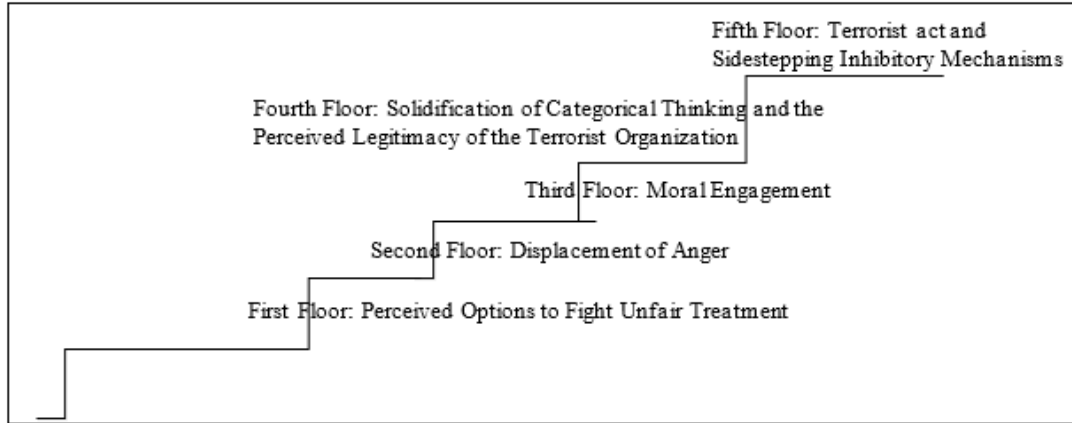 Fifth Floor: Terrorist act and
Sidestepping Inhibitory Mechanisms
Fourth Floor: Solidification of Categorical Thinking and the
Perceived Legitimacy of the Terrorist Organization
Third Floor: Moral Engagement
Second Floor: Displacement of Anger
First Floor: Perceived Options to Fight Unfair Treatment